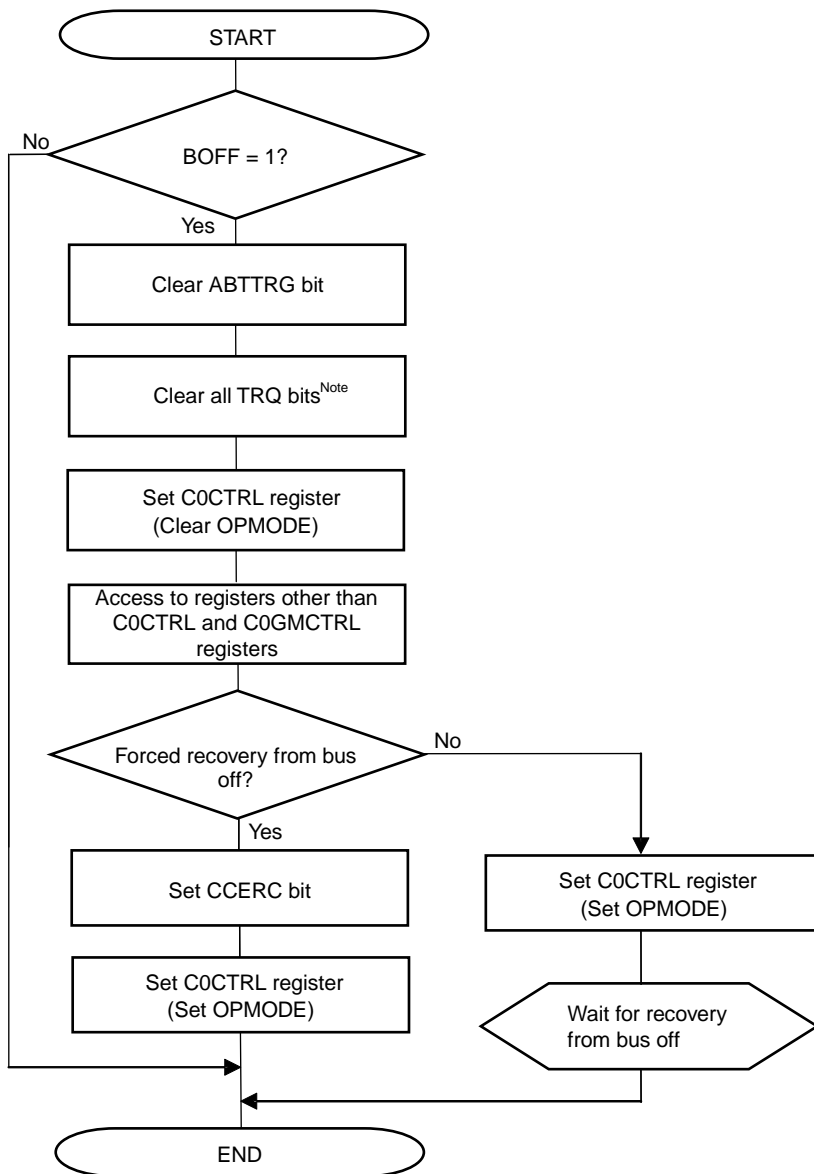 START
No
BOFF = 1?
Yes
Clear ABTTRG bit
Clear all TRQ bitsNote
Set C0CTRL register
(Clear OPMODE)
Access to registers other than
C0CTRL and C0GMCTRL
registers
Forced recovery from bus
off?
No
Yes
Set CCERC bit
Set C0CTRL register
(Set OPMODE)
Set C0CTRL register
(Set OPMODE)
Wait for recovery
from bus off
END